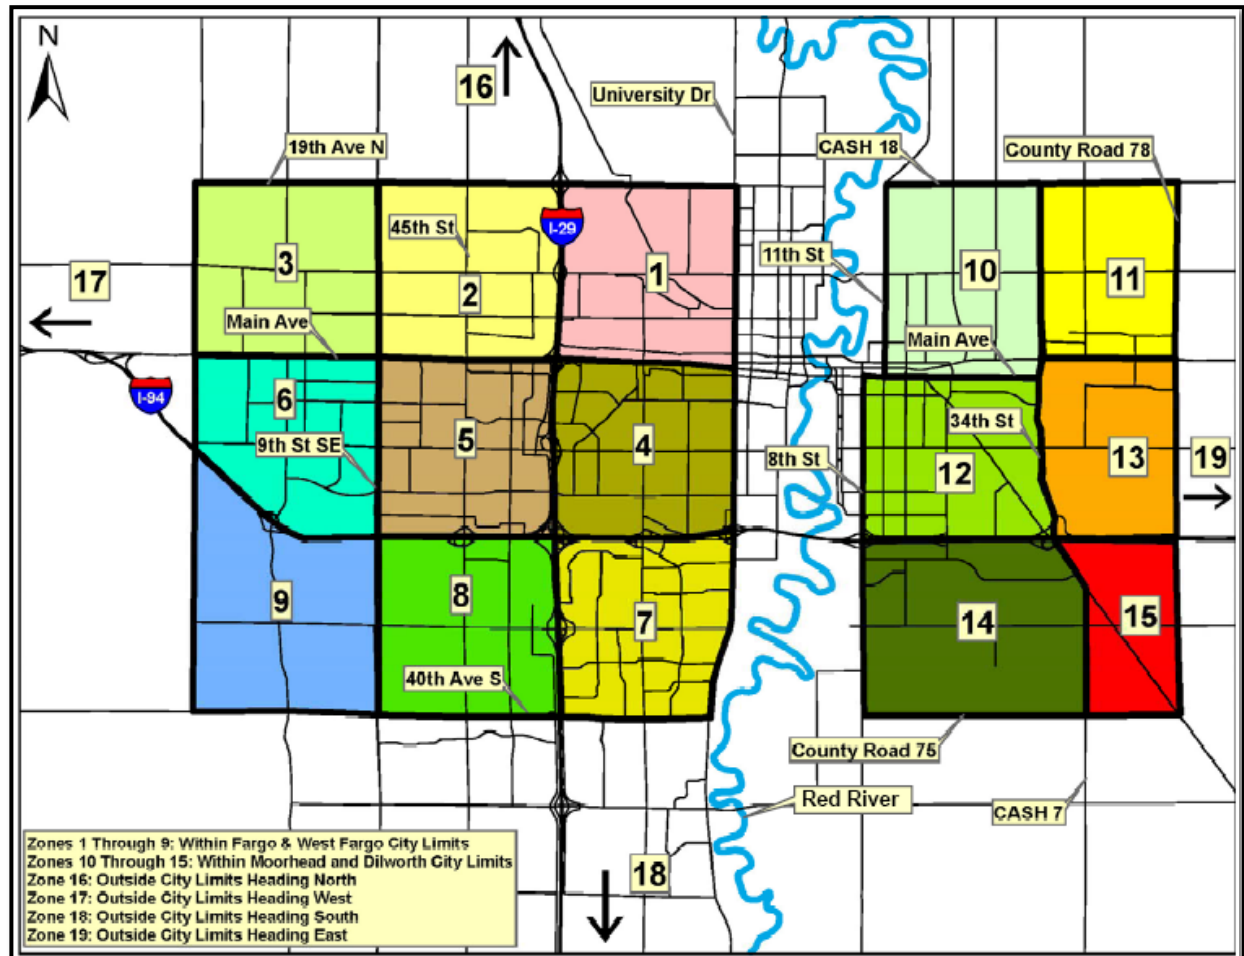 N
16
University Dr
19th Ave N
CASH 18
County Road 78
45th St
I-29
11th St
3
2
1
10
11
17
Main Ave
Main Ave
I-94
6
5
4
34th St
9th St SE
8th St
12
13
19
9
8
7
14
15
40th Ave S
County Road 75
Red River
CASH 7
18
Zones 1 Through 9: Within Fargo & West Fargo City Limits
Zones 10 Through 15: Within Moorhead and Dilworth City Limits
Zone 16: Outside City Limits Heading North
Zone 17: Outside City Limits Heading West
Zone 18: Outside City Limits Heading South
Zone 19: Outside City Limits Heading East